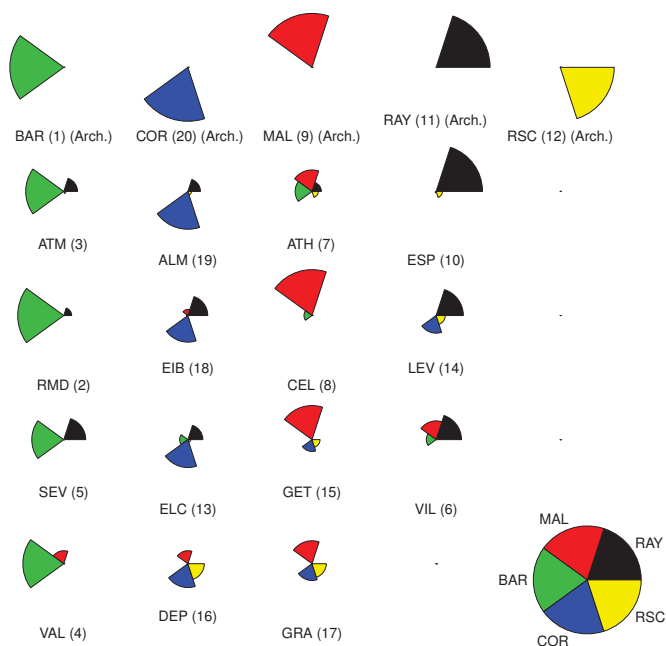 BAR (1) (Arch.)
COR (20) (Arch.)
MAL (9) (Arch.)
RAY (11) (Arch.)
RSC (12) (Arch.)
ATM (3)
ALM (19)
ATH (7)
ESP (10)
RMD (2)
EIB (18)
CEL (8)
LEV (14)
SEV (5)
ELC (13)
GET (15)
VIL (6)
VAL (4)
DEP (16)
GRA (17)
MAL
RAY
BAR
RSC
COR